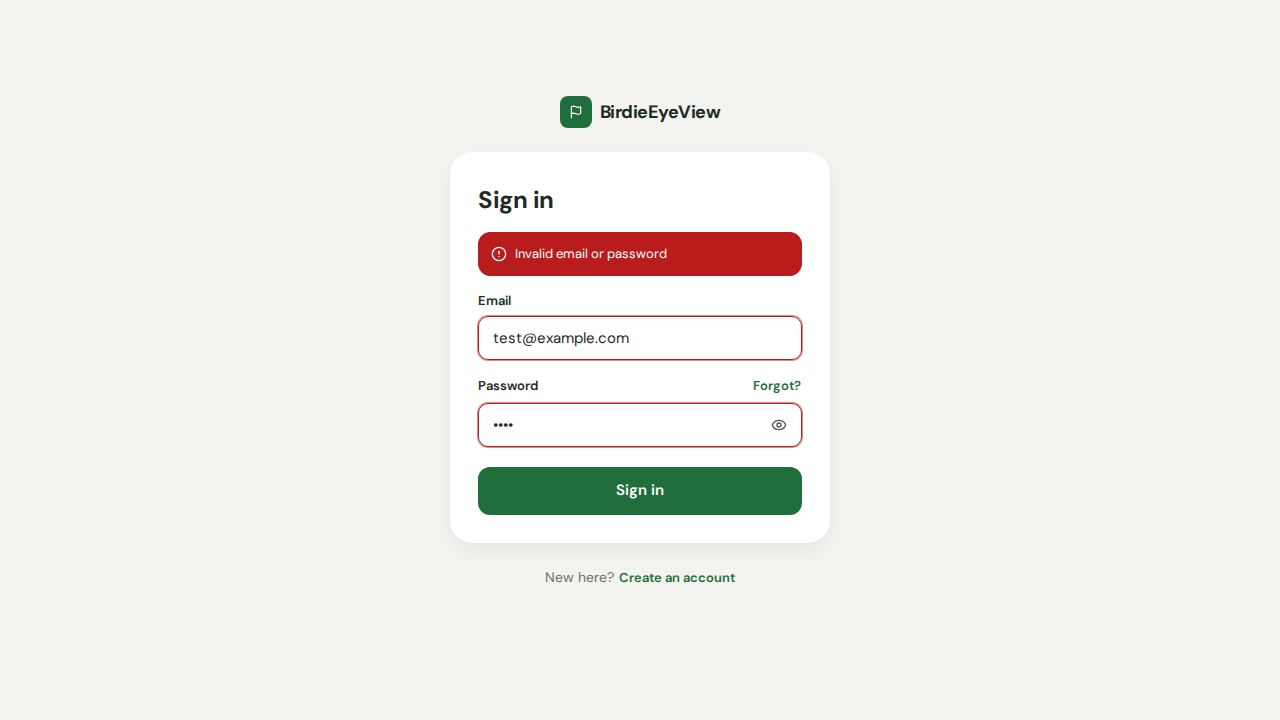 BirdieEyeView
Sign in
Invalid email or password
Email
test@example.com
Password Forgot?
••••
Sign in
New here? Create an account